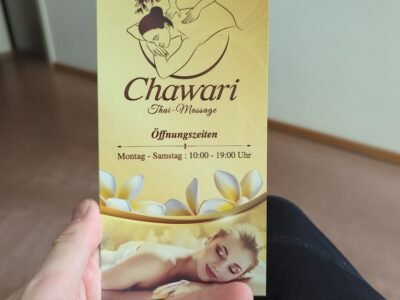 Chawari
Thai-Massage
Öffnungszeiten
Montag - Samstag : 10:00 - 19:00 Uhr